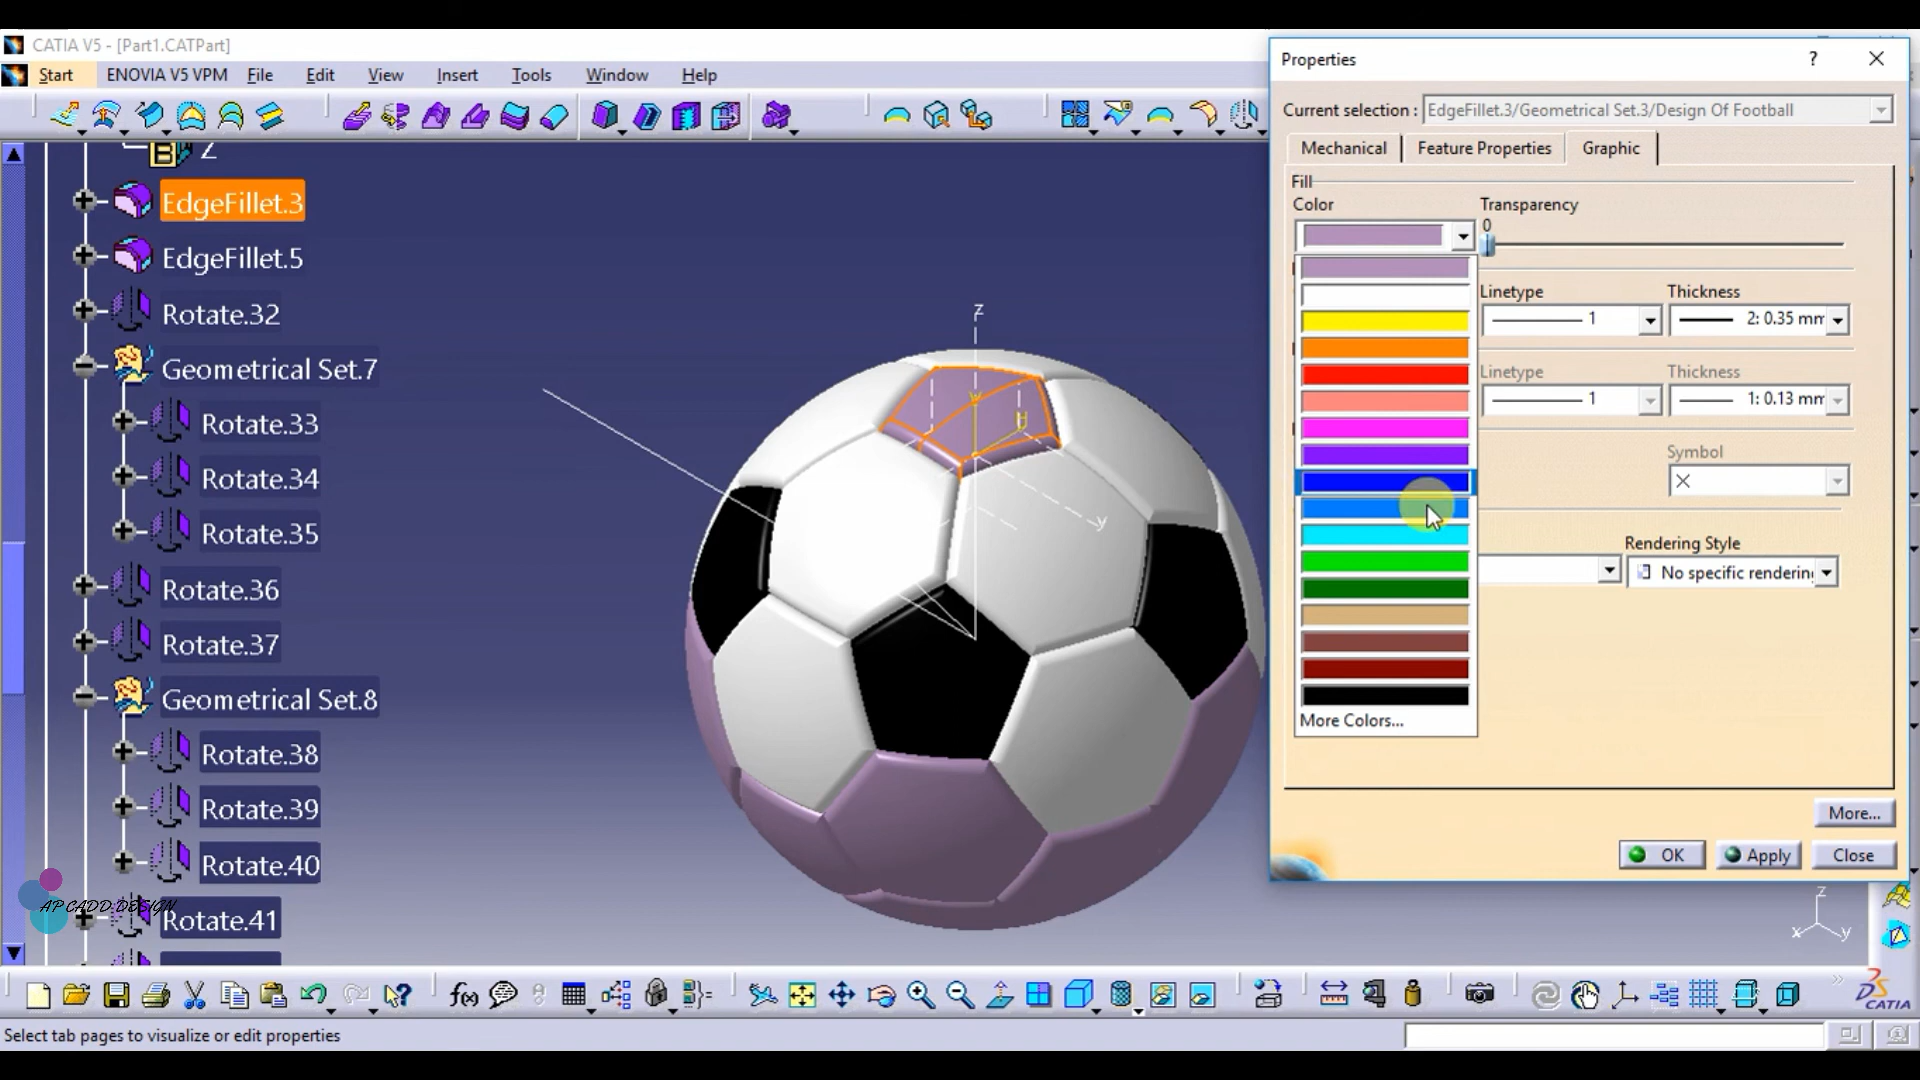 CATIA V5 - [Part1.CATPart]
Start ENOVIA V5 VPM File Edit View Insert Tools Window Help
Z
EdgeFillet.3
EdgeFillet.5
Rotate.32
Geometrical Set.7
Rotate.33
Rotate.34
Rotate.35
Rotate.36
Rotate.37
Geometrical Set.8
Rotate.38
Rotate.39
Rotate.40
AP CADD DESIGN
Rotate.41
z
y
Properties
?
Current selection : EdgeFillet.3/Geometrical Set.3/Design Of Football
Mechanical Feature Properties Graphic
Fill
Color Transparency
0
Linetype Thickness
1 2: 0.35 mm
Linetype Thickness
1 1: 0.13 mm
Symbol
Rendering Style
No specific renderin
More Colors...
More...
OK Apply Close
z
x y
f(x)
CATIA
Select tab pages to visualize or edit properties